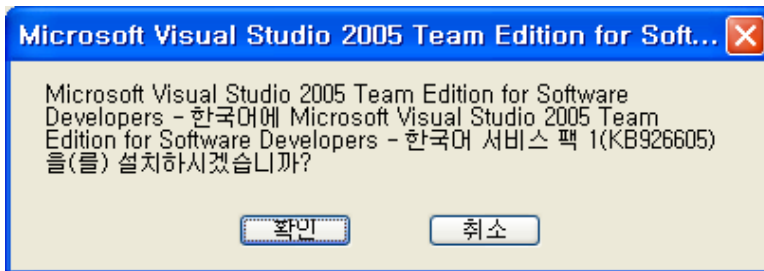 Microsoft Visual Studio 2005 Team Edition for Soft...
Microsoft Visual Studio 2005 Team Edition for Software
Developers - 한국어에 Microsoft Visual Studio 2005 Team
Edition for Software Developers - 한국어 서비스 팩 1(KB926605)
을(를) 설치하시겠습니까?
확인 취소